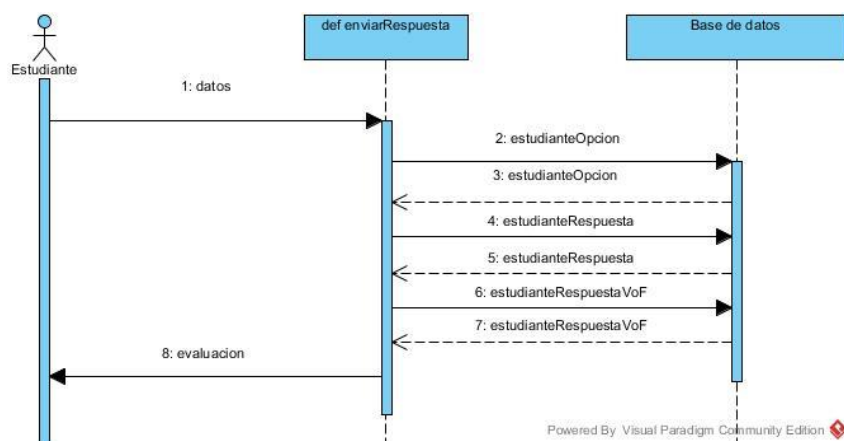 def enviarRespuesta
Base de datos
Estudiante
1: datos
2: estudianteOpcion
3: estudianteOpcion
4: estudianteRespuesta
5: estudianteRespuesta
6: estudianteRespuestaVoF
7: estudianteRespuestaVoF
8: evaluacion
Powered By Visual Paradigm Community Edition